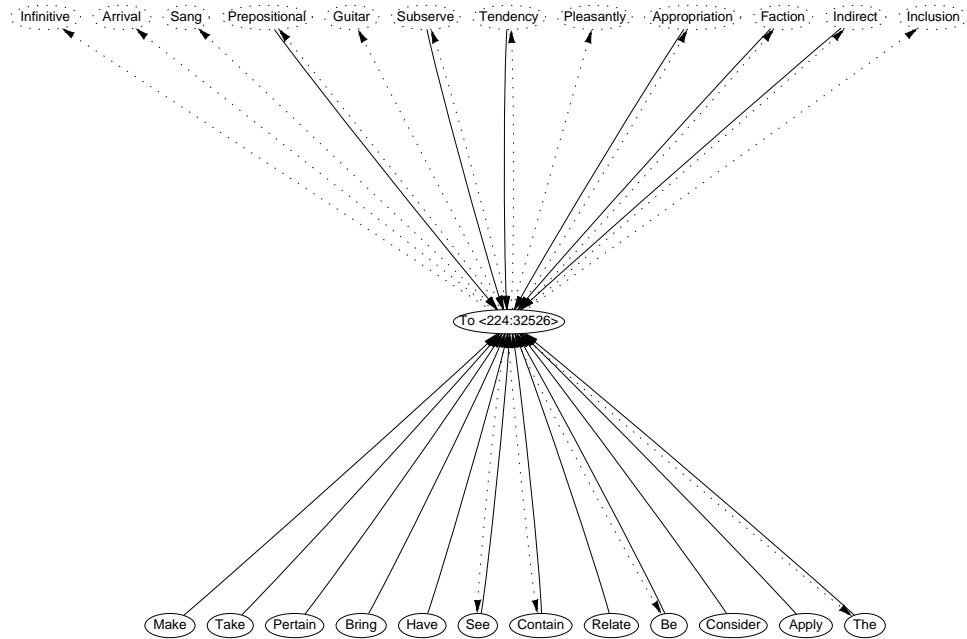 Infinitive Arrival Sang Prepositional Guitar Subserve Tendency Pleasantly Appropriation Faction Indirect Inclusion
To <224:32526>
Make Take Pertain Bring Have See Contain Relate Be Consider Apply The